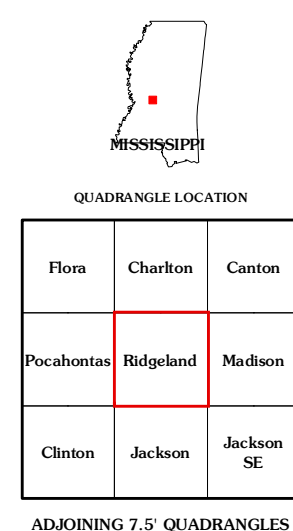 MISSISSIPPI
QUADRANGLE LOCATION
Flora Charlton Canton
Pocahontas Ridgeland Madison
Clinton Jackson Jackson
SE
ADJOINING 7.5' QUADRANGLES